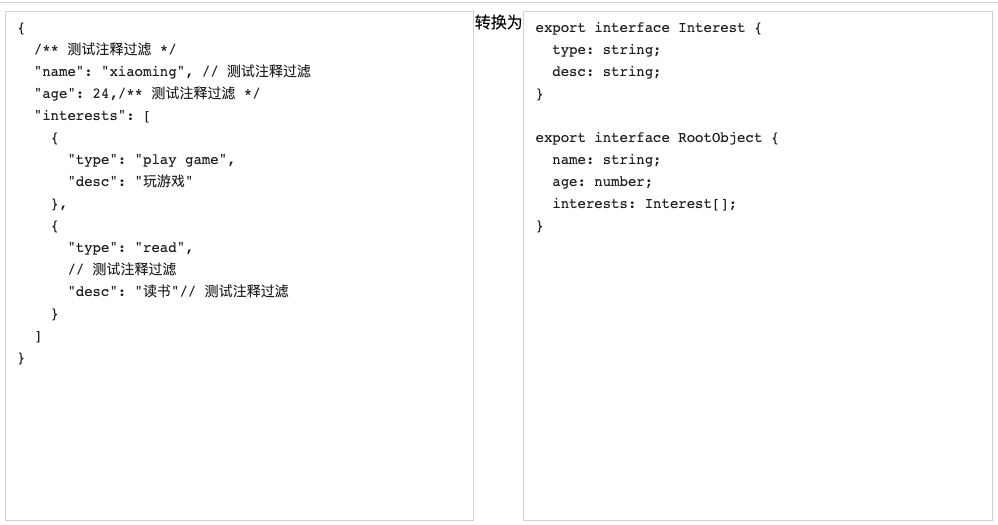 {
  /** 测试注释过滤 */
  "name": "xiaoming", // 测试注释过滤
  "age": 24,/** 测试注释过滤 */
  "interests": [
    {
      "type": "play game",
      "desc": "玩游戏"
    },
    {
      "type": "read",
      // 测试注释过滤
      "desc": "读书"// 测试注释过滤
    }
  ]
}
转换为
export interface Interest {
  type: string;
  desc: string;
}

export interface RootObject {
  name: string;
  age: number;
  interests: Interest[];
}